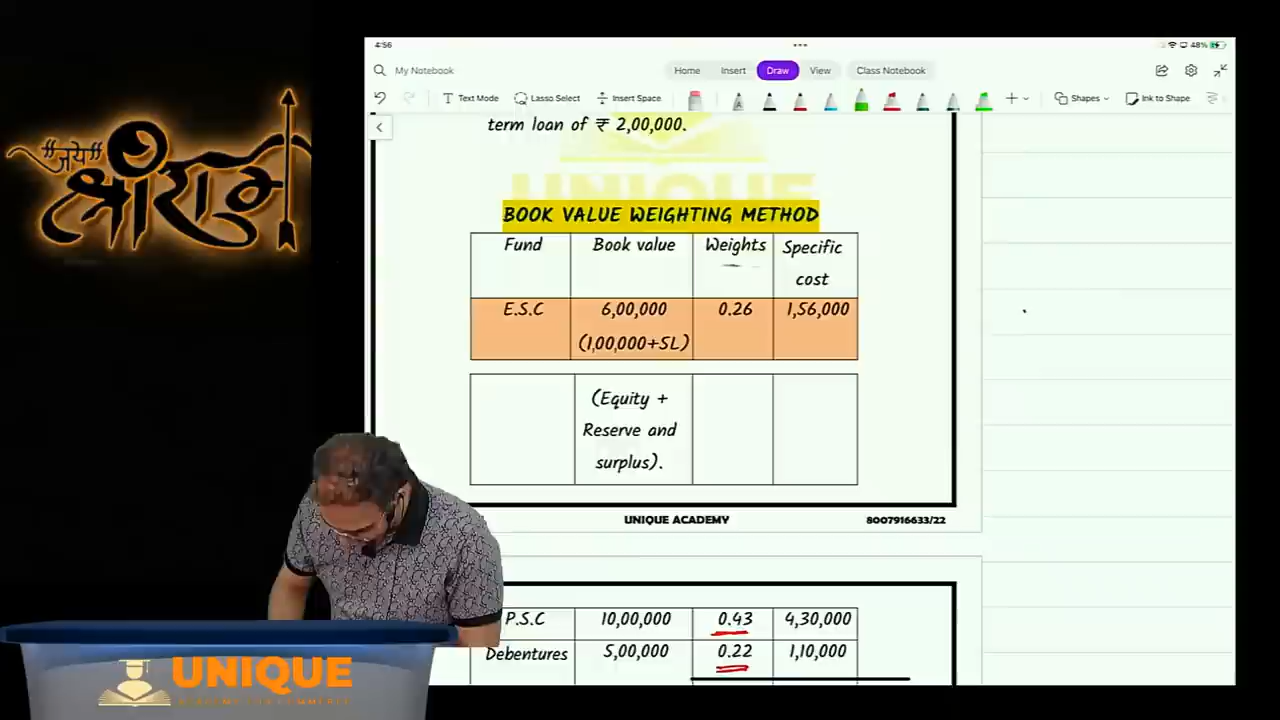 4:56
48%
My Notebook
Home Insert Draw View Class Notebook
Text Mode Lasso Select Insert Space Shapes Ink to Shape
term loan of ₹ 2,00,000.
UNIQUE
BOOK VALUE WEIGHTING METHOD
Fund Book value Weights Specific cost
E.S.C 6,00,000 (1,00,000+5L) 0.26 1,56,000
(Equity +
Reserve and
surplus).
UNIQUE ACADEMY 8007916633/22
P.S.C 10,00,000 0.43 4,30,000
Debentures 5,00,000 0.22 1,10,000
"जय"
श्रीराम
UNIQUE